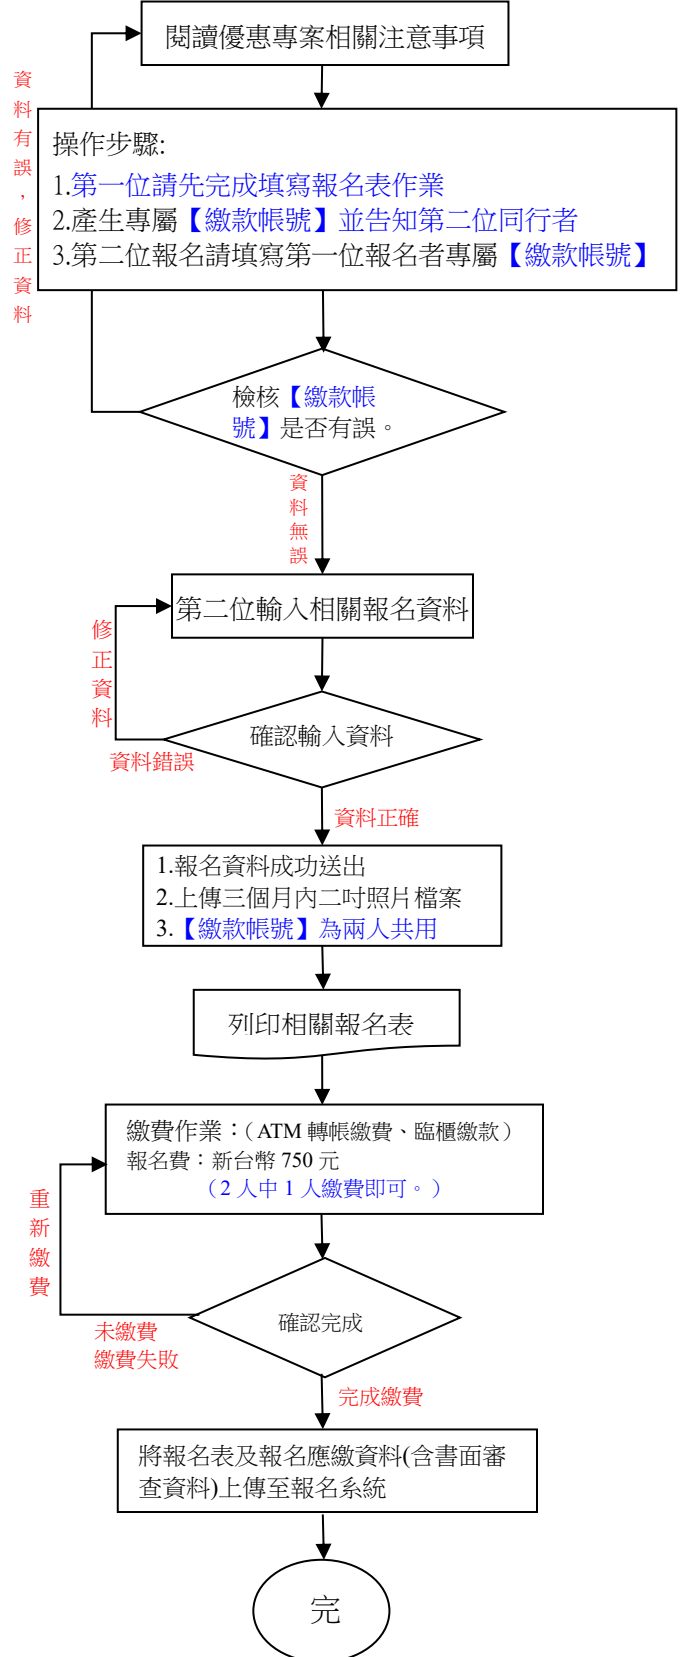 閱讀優惠專案相關注意事項
資料有誤，修正資料
操作步驟:
1.第一位請先完成填寫報名表作業
2.產生專屬【繳款帳號】並告知第二位同行者
3.第二位報名請填寫第一位報名者專屬【繳款帳號】
檢核【繳款帳
號】是否有誤。
資料無誤
第二位輸入相關報名資料
修正資料
確認輸入資料
資料錯誤
資料正確
1.報名資料成功送出
2.上傳三個月內二吋照片檔案
3.【繳款帳號】為兩人共用
列印相關報名表
繳費作業：（ATM 轉帳繳費、臨櫃繳款）
報名費：新台幣 750 元
（2 人中 1 人繳費即可。）
重新繳費
確認完成
未繳費
繳費失敗
完成繳費
將報名表及報名應繳資料(含書面審
查資料)上傳至報名系統
完